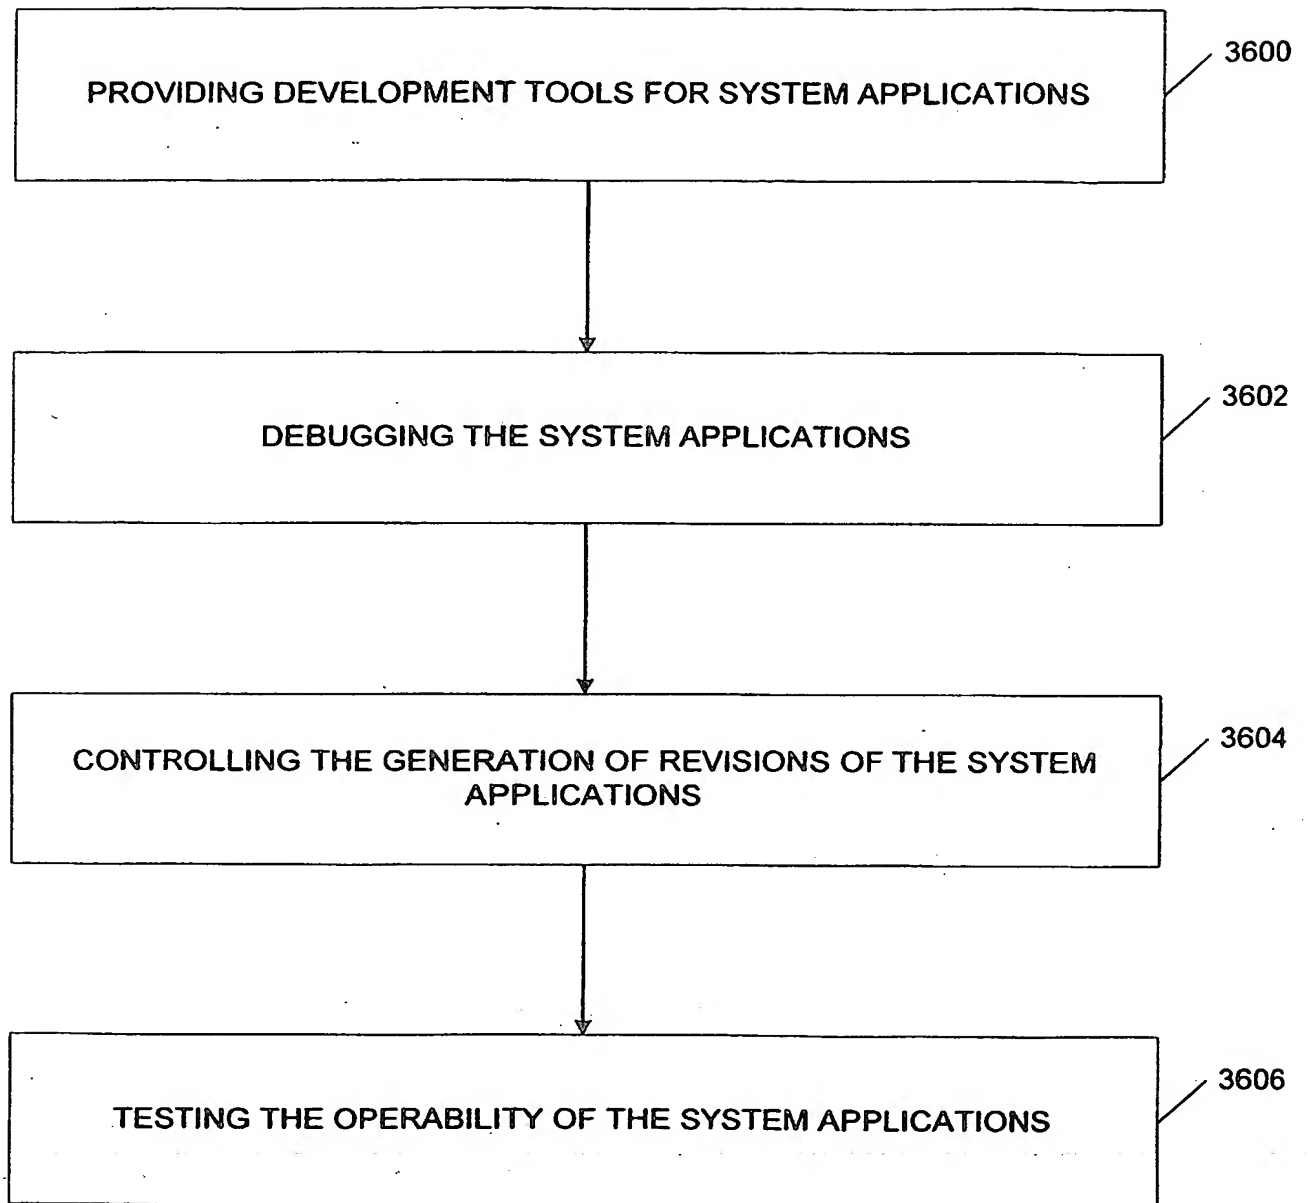 3600
PROVIDING DEVELOPMENT TOOLS FOR SYSTEM APPLICATIONS
3602
DEBUGGING THE SYSTEM APPLICATIONS
3604
CONTROLLING THE GENERATION OF REVISIONS OF THE SYSTEM
APPLICATIONS
3606
TESTING THE OPERABILITY OF THE SYSTEM APPLICATIONS